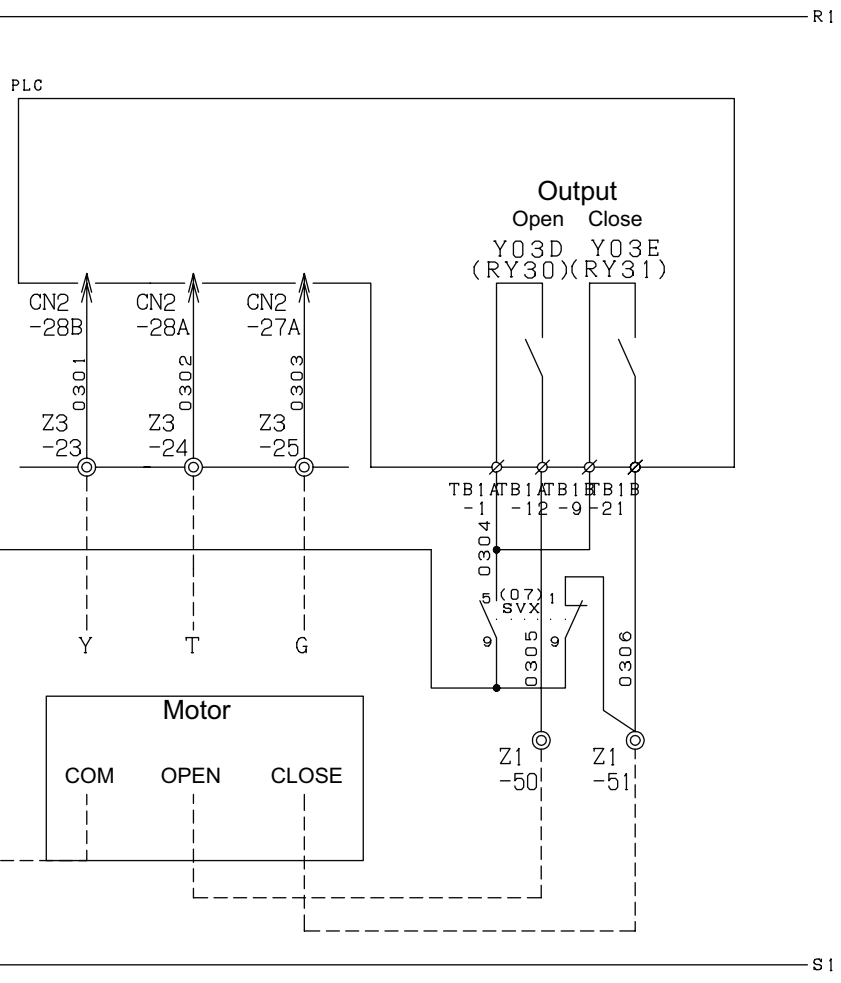 R1
PLC
Output
Open Close
Y03D Y03E
(RY30)(RY31)
CN2 CN2 CN2
-28B -28A -27A
0301 0302 0303
Z3 Z3 Z3
-23 -24 -25
TB1A TB1A TB1B TB1B
-1 -12 -9 -21
0304
5 (07) 1
SVX
9 9
0305 0306
Y T G
Motor
COM OPEN CLOSE
Z1 Z1
-50 -51
S1